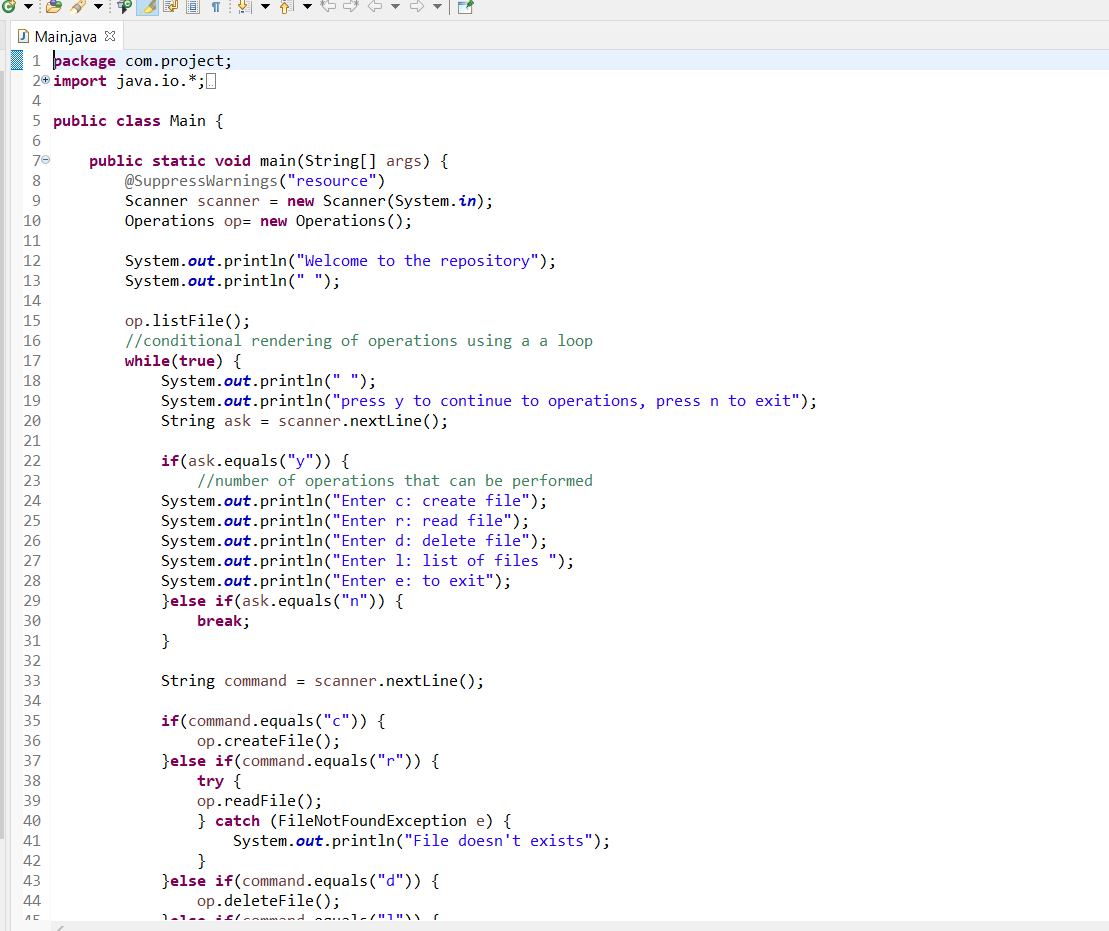 Main.java
1 package com.project;
2 import java.io.*;
4
5 public class Main {
6
7 public static void main(String[] args) {
8 @SuppressWarnings("resource")
9 Scanner scanner = new Scanner(System.in);
10 Operations op= new Operations();
11
12 System.out.println("Welcome to the repository");
13 System.out.println(" ");
14
15 op.listFile();
16 //conditional rendering of operations using a a loop
17 while(true) {
18 System.out.println(" ");
19 System.out.println("press y to continue to operations, press n to exit");
20 String ask = scanner.nextLine();
21
22 if(ask.equals("y")) {
23 //number of operations that can be performed
24 System.out.println("Enter c: create file");
25 System.out.println("Enter r: read file");
26 System.out.println("Enter d: delete file");
27 System.out.println("Enter l: list of files ");
28 System.out.println("Enter e: to exit");
29 }else if(ask.equals("n")) {
30 break;
31 }
32
33 String command = scanner.nextLine();
34
35 if(command.equals("c")) {
36 op.createFile();
37 }else if(command.equals("r")) {
38 try {
39 op.readFile();
40 } catch (FileNotFoundException e) {
41 System.out.println("File doesn't exists");
42 }
43 }else if(command.equals("d")) {
44 op.deleteFile();
45 }else if(command.equals("l")) {